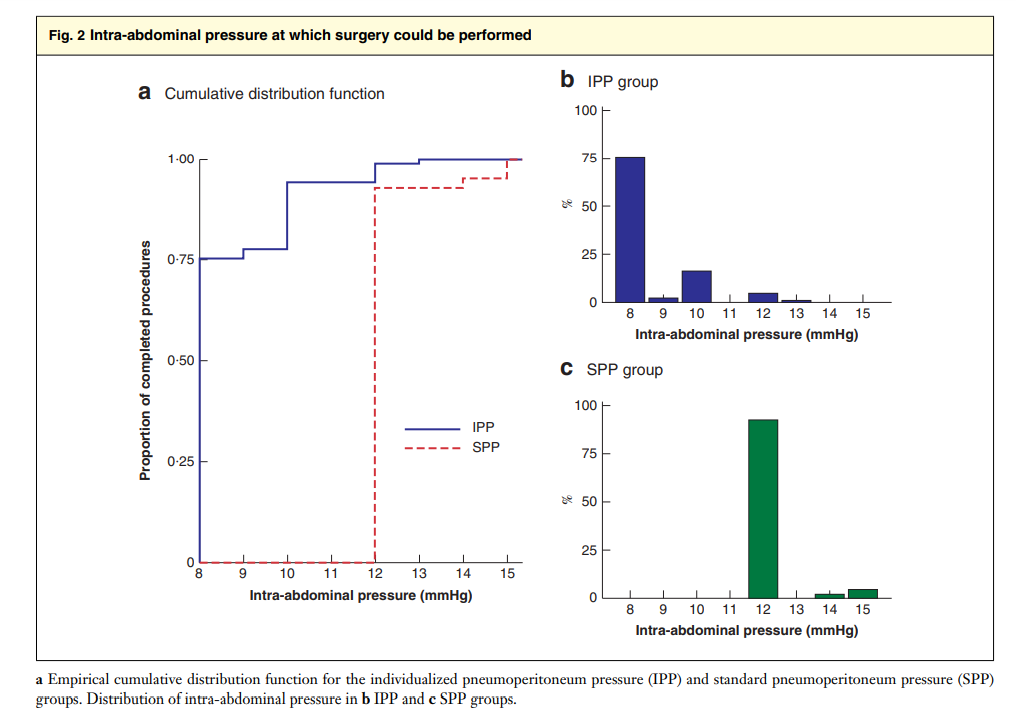 Fig. 2 Intra-abdominal pressure at which surgery could be performed
a Cumulative distribution function
1·00
0·75
0·50
0·25
0
Proportion of completed procedures
IPP
SPP
8 9 10 11 12 13 14 15
Intra-abdominal pressure (mmHg)
b IPP group
100
75
50
25
0
%
8 9 10 11 12 13 14 15
Intra-abdominal pressure (mmHg)
c SPP group
100
75
50
25
0
%
8 9 10 11 12 13 14 15
Intra-abdominal pressure (mmHg)
a Empirical cumulative distribution function for the individualized pneumoperitoneum pressure (IPP) and standard pneumoperitoneum pressure (SPP)
groups. Distribution of intra-abdominal pressure in b IPP and c SPP groups.